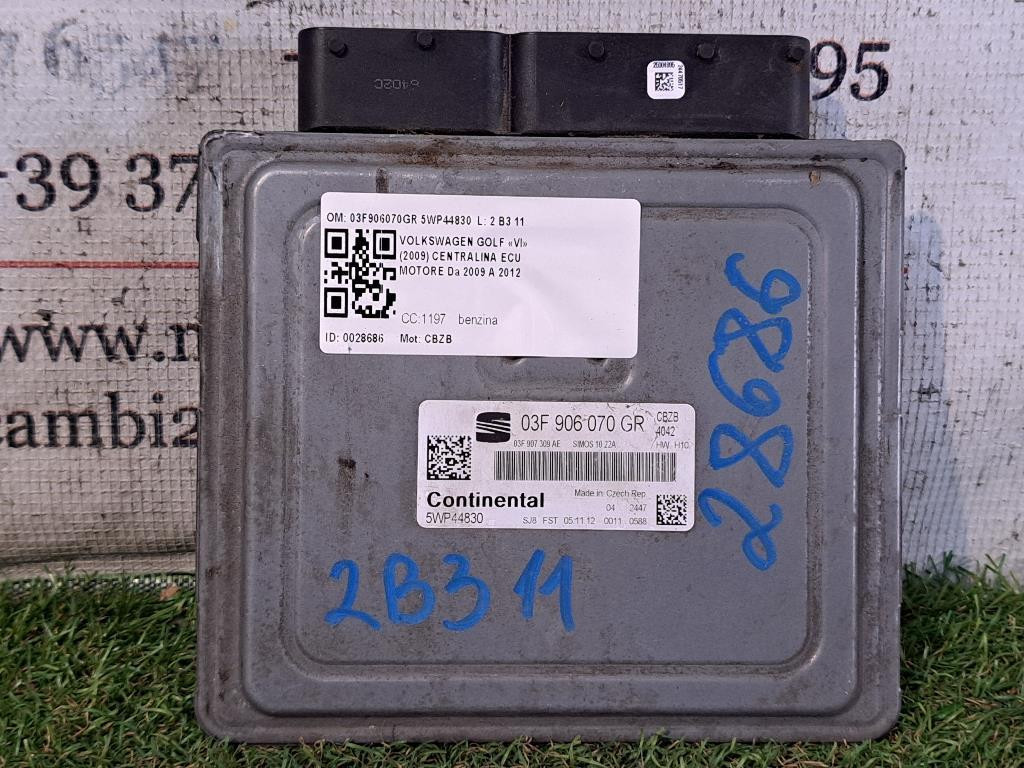 64D2C
95
39 37
OM: 03F906070GR 5WP44830 L: 2 B3 11
VOLKSWAGEN GOLF «VI»
(2009) CENTRALINA ECU
MOTORE Da 2009 A 2012
CC:1197 benzina
ID: 0028686 Mot: CBZB
www.
cambi
03F 906 070 GR CBZB
4042
03F 907 309 AE SIMOS 10.22A HW: H10
Continental Made in Czech Rep
04 2447
5WP44830 SJ8 FST 05.11.12 0011 0588
28686
2B3 11